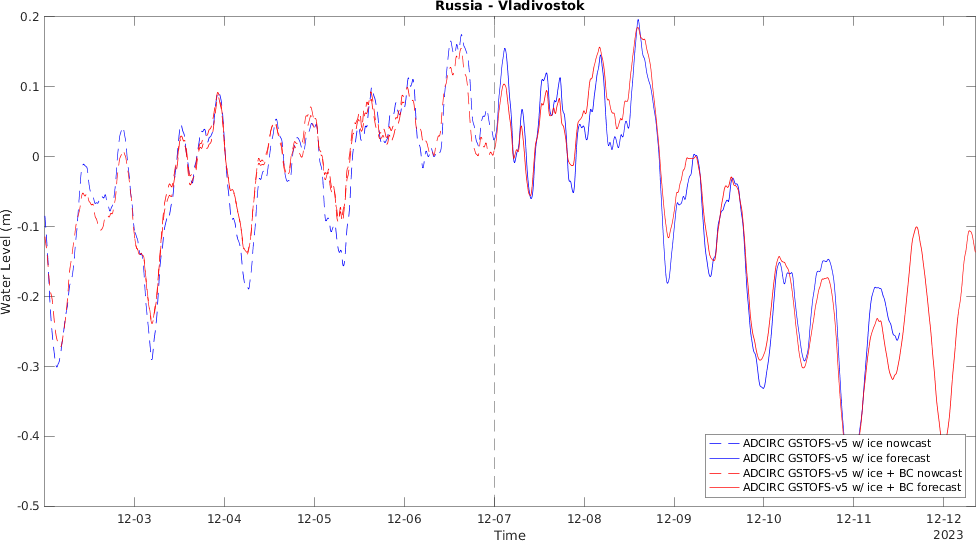 Russia - Vladivostok
0.2
0.1
0
-0.1
-0.2
-0.3
-0.4
-0.5
Water Level (m)
ADCIRC GSTOFS-v5 w/ ice nowcast
ADCIRC GSTOFS-v5 w/ ice forecast
ADCIRC GSTOFS-v5 w/ ice + BC nowcast
ADCIRC GSTOFS-v5 w/ ice + BC forecast
12-03 12-04 12-05 12-06 12-07 12-08 12-09 12-10 12-11 12-12
Time
2023